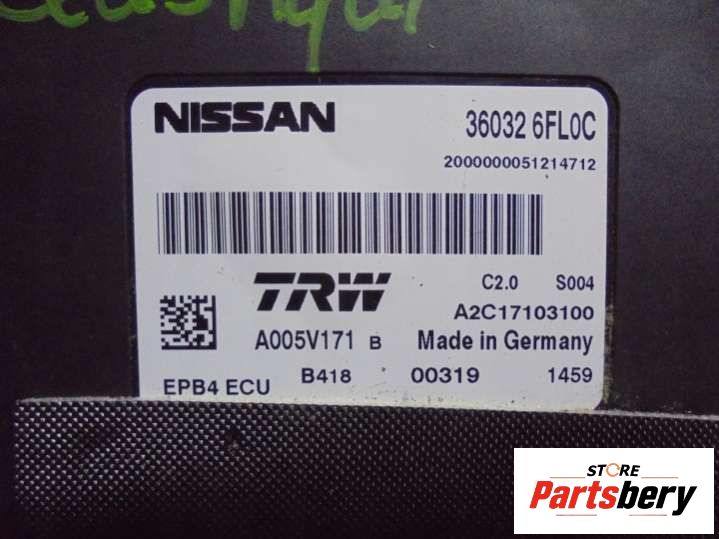 Qashqai
NISSAN 36032 6FL0C
2000000051214712
TRW C2.0 S004
A2C17103100
A005V171 B Made in Germany
EPB4 ECU B418 00319 1459
STORE
Partsbery